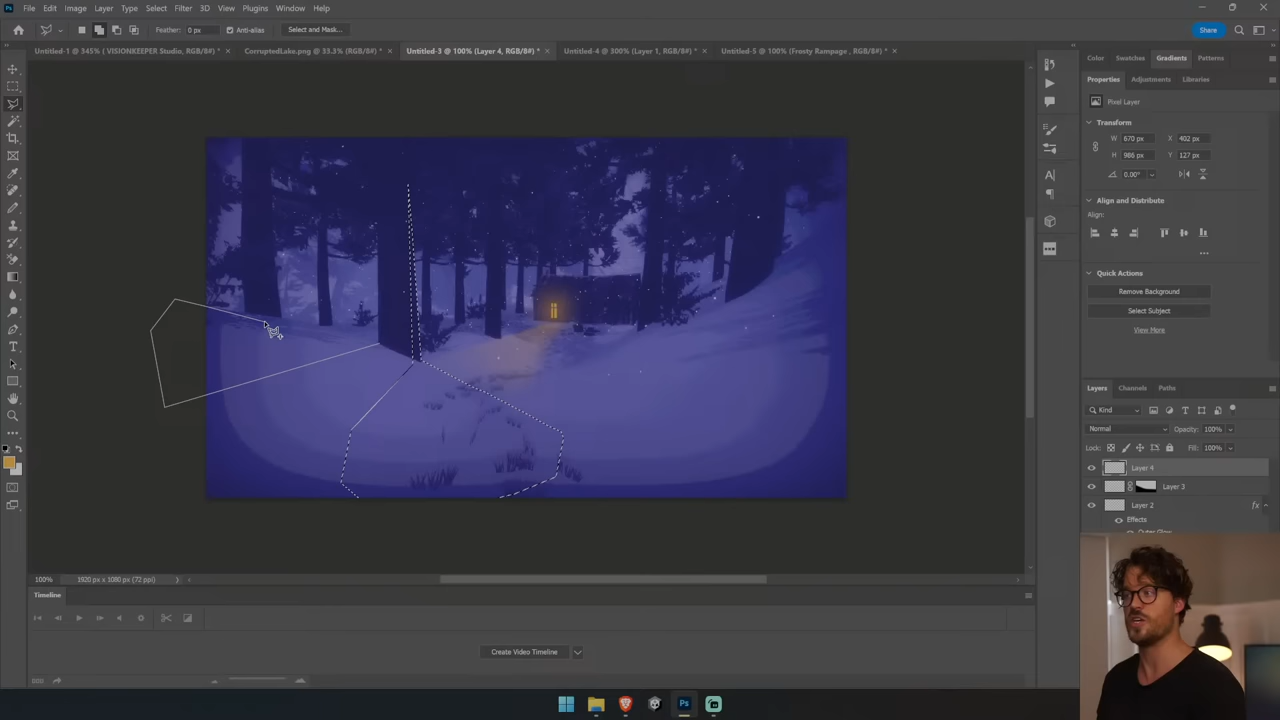 Ps File Edit Image Layer Type Select Filter 3D View Plugins Window Help
Feather: 0 px Anti-alias Select and Mask... Share
Untitled-1 @ 345% ( VISIONKEEPER Studio, RGB/8#) * × CorruptedLake.png @ 33.3% (RGB/8#) * × Untitled-3 @ 100% (Layer 4, RGB/8#) * × Untitled-4 @ 300% (Layer 1, RGB/8#) * × Untitled-5 @ 100% (Frosty Rampage , RGB/8#) * ×
Color Swatches Gradients Patterns
Properties Adjustments Libraries
Pixel Layer
Transform
W 670 px X 402 px
H 986 px Y 127 px
0.00°
Align and Distribute
Align:
...
Quick Actions
Remove Background
Select Subject
View More
Layers Channels Paths
Kind
Normal Opacity: 100%
Lock: Fill: 100%
Layer 4
Layer 3
Layer 2 fx
Effects
Outer Glow
100% 1920 px x 1080 px (72 ppi)
Timeline
Create Video Timeline
Ps